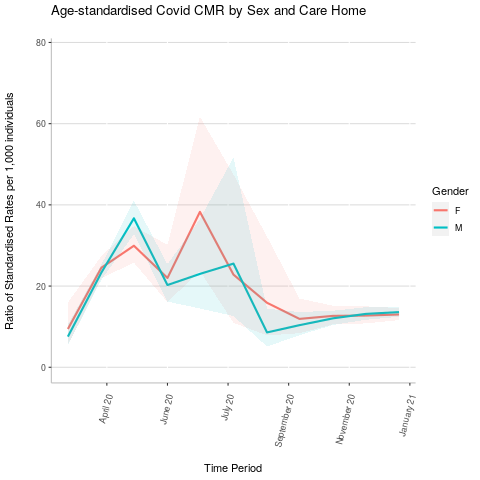 Age-standardised Covid CMR by Sex and Care Home
Ratio of Standardised Rates per 1,000 individuals
80
60
40
20
0
April 20
June 20
July 20
September 20
November 20
January 21
Time Period
Gender
F
M